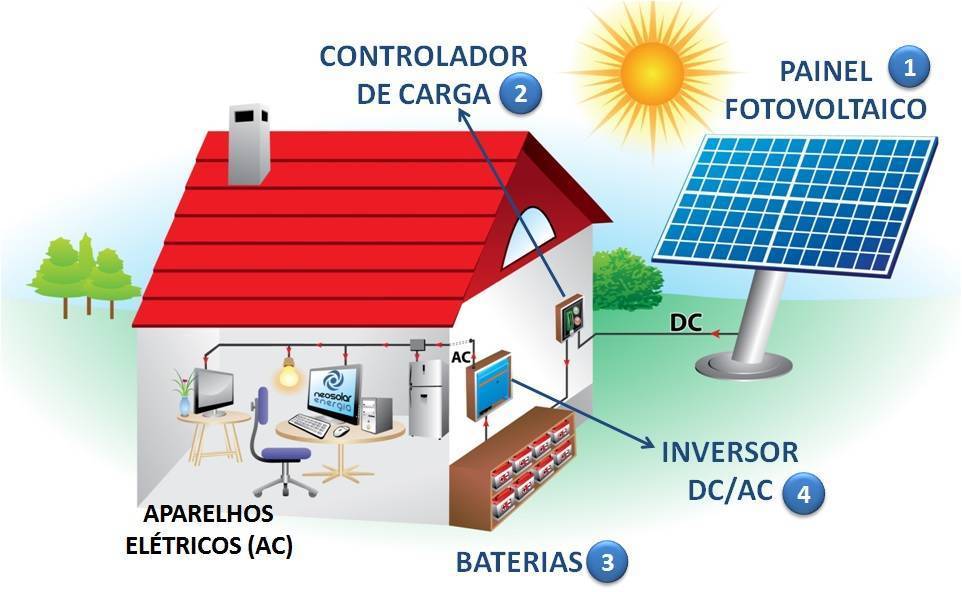 CONTROLADOR
DE CARGA 2
PAINEL 1
FOTOVOLTAICO
DC
AC
neosolar
energia
INVERSOR
DC/AC 4
APARELHOS
ELÉTRICOS (AC)
BATERIAS 3